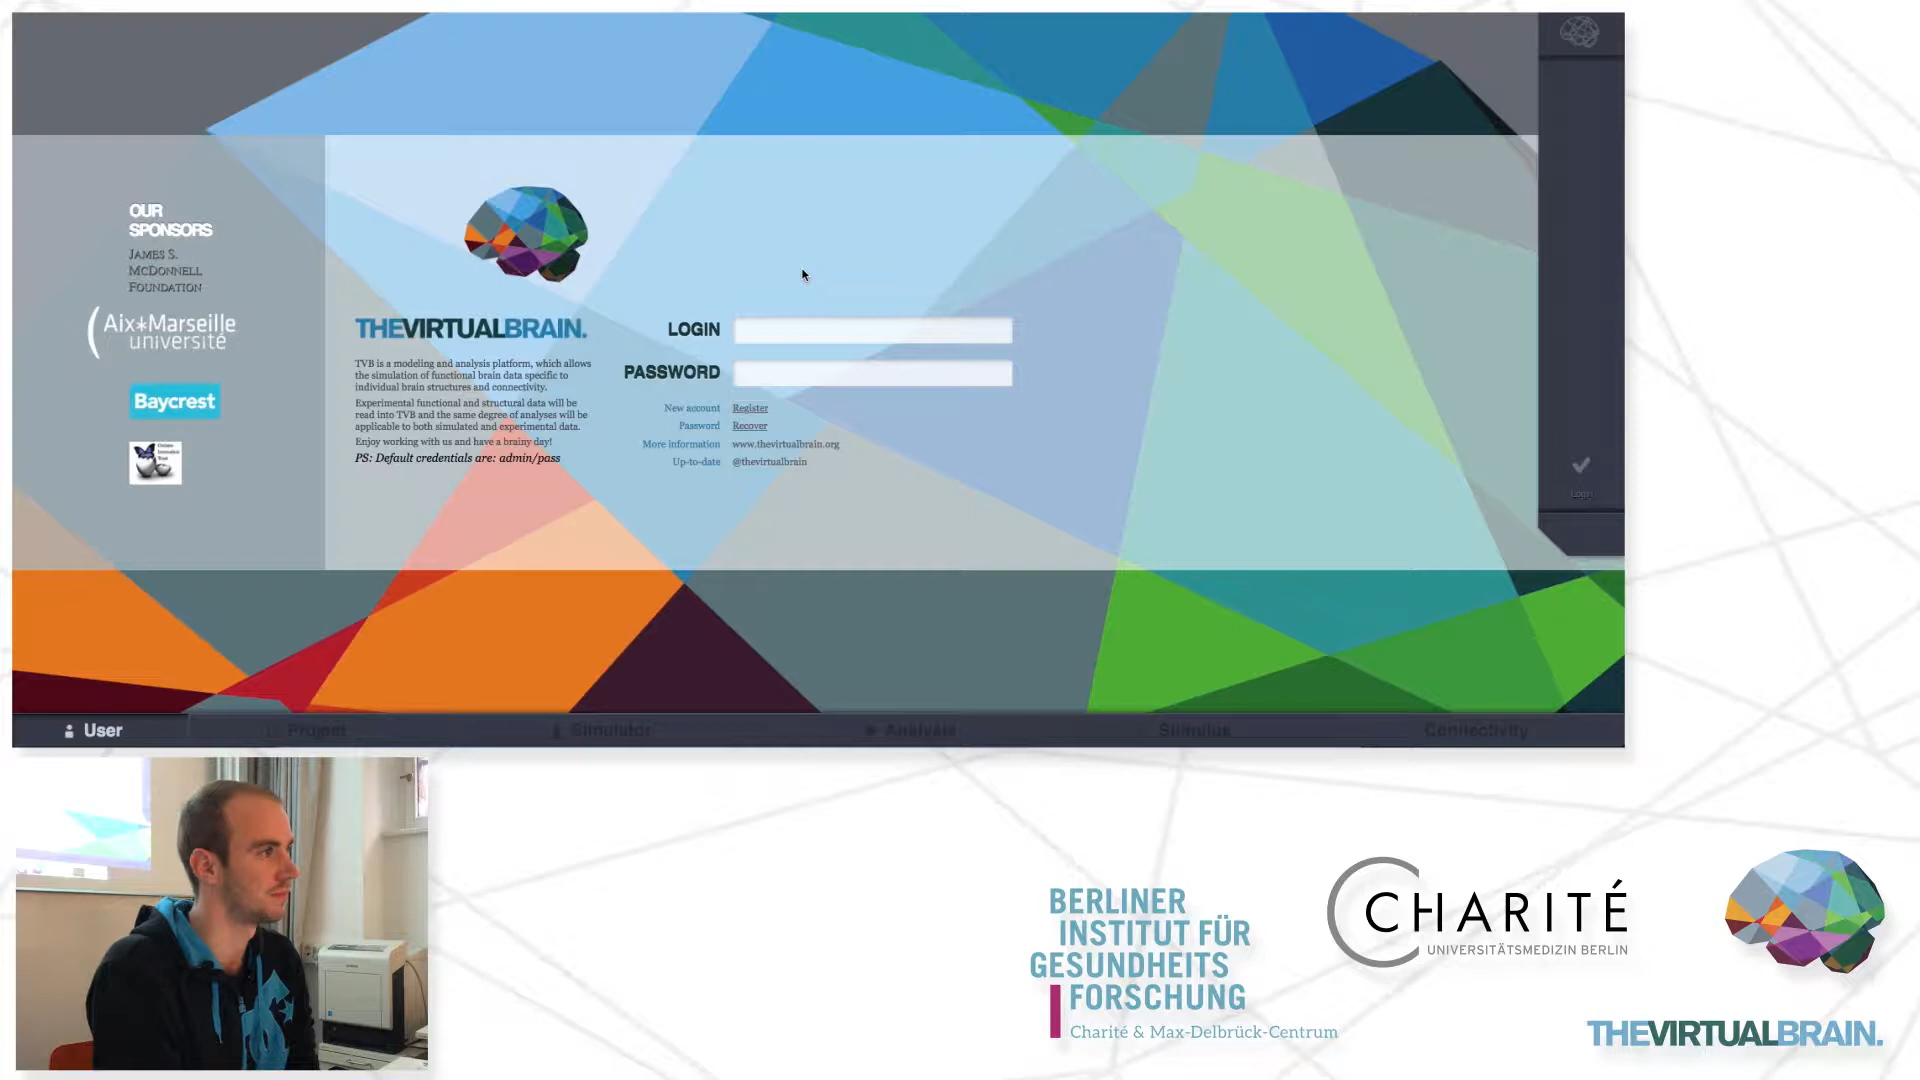 OUR
SPONSORS
JAMES S.
MCDONNELL
FOUNDATION
Aix*Marseille
université
Baycrest
THEVIRTUALBRAIN.
TVB is a modeling and analysis platform, which allows
the simulation of functional brain data specific to
individual brain structures and connectivity.
Experimental functional and structural data will be
read into TVB and the same degree of analyses will be
applicable to both simulated and experimental data.
Enjoy working with us and have a brainy day!
PS: Default credentials are: admin/pass
LOGIN
PASSWORD
New account Register
Password Recover
More information www.thevirtualbrain.org
Up-to-date @thevirtualbrain
Login
User Project Simulator Analysis Stimulus Connectivity
BERLINER
INSTITUT FÜR
GESUNDHEITS
FORSCHUNG
Charité & Max-Delbrück-Centrum
CHARITÉ
UNIVERSITÄTSMEDIZIN BERLIN
THEVIRTUALBRAIN.